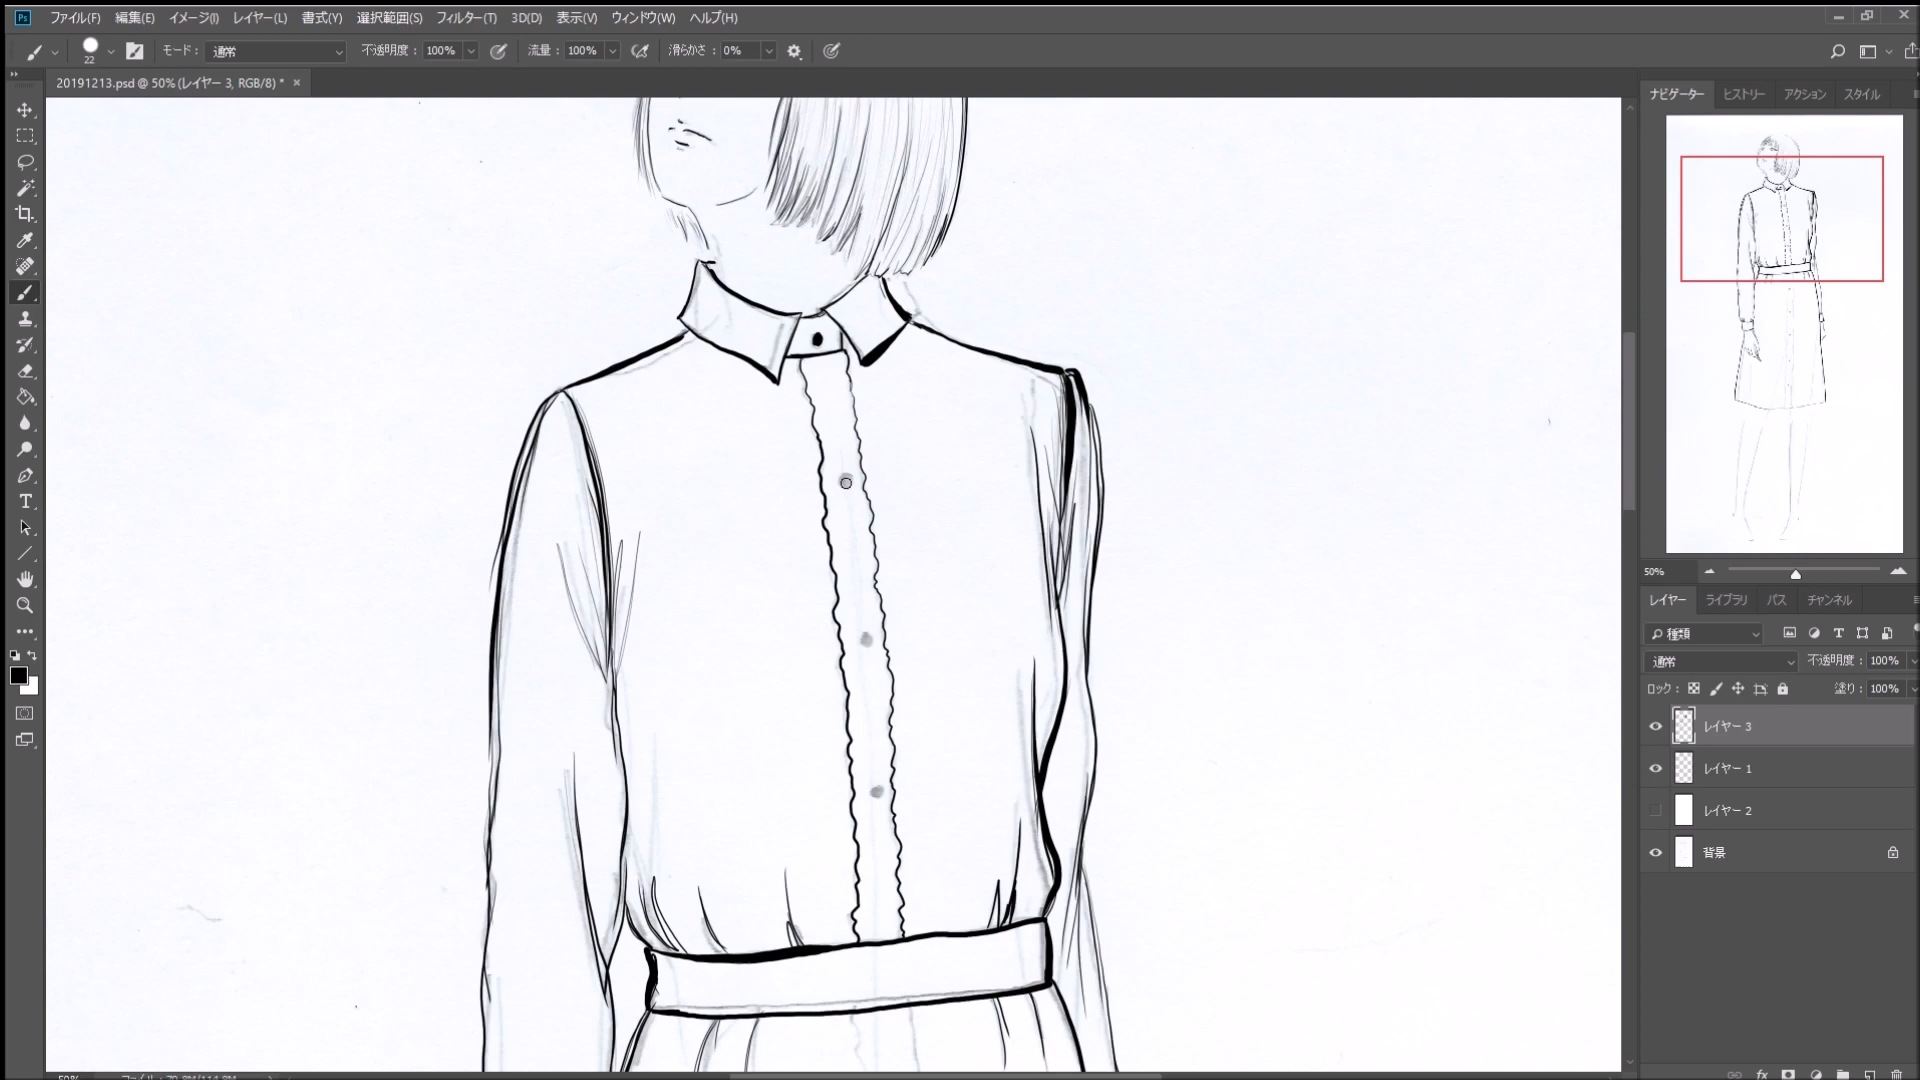 Ps ファイル(F) 編集(E) イメージ(I) レイヤー(L) 書式(Y) 選択範囲(S) フィルター(T) 3D(D) 表示(V) ウィンドウ(W) ヘルプ(H)
22 モード： 通常 不透明度： 100% 流量： 100% 滑らかさ： 0%
20191213.psd @ 50% (レイヤー 3, RGB/8) *
ナビゲーター ヒストリー アクション スタイル
50%
レイヤー ライブラリ パス チャンネル
種類
通常 不透明度： 100%
ロック： 塗り： 100%
レイヤー 3
レイヤー 1
レイヤー 2
背景
fx